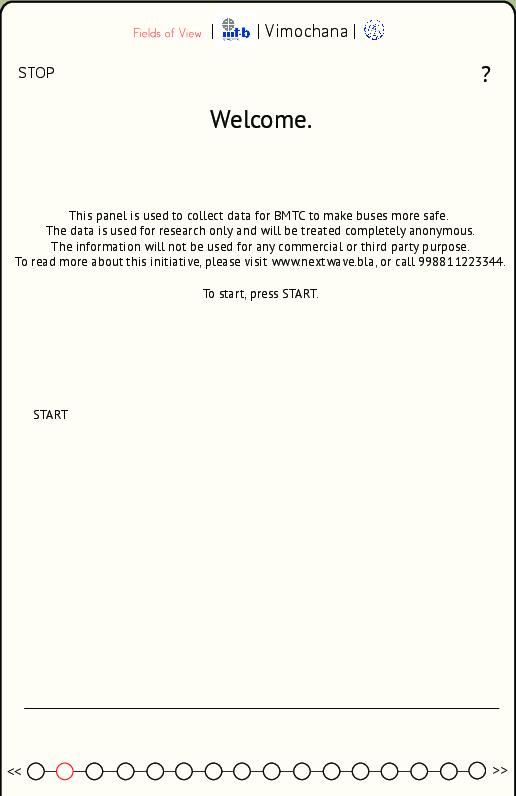 Fields of View | mt-b | Vimochana |
STOP ?
Welcome.
This panel is used to collect data for BMTC to make buses more safe.
The data is used for research only and will be treated completely anonymous.
The information will not be used for any commercial or third party purpose.
To read more about this initiative, please visit www.nextwave.bla, or call 998811223344.
To start, press START.
START
<< >>